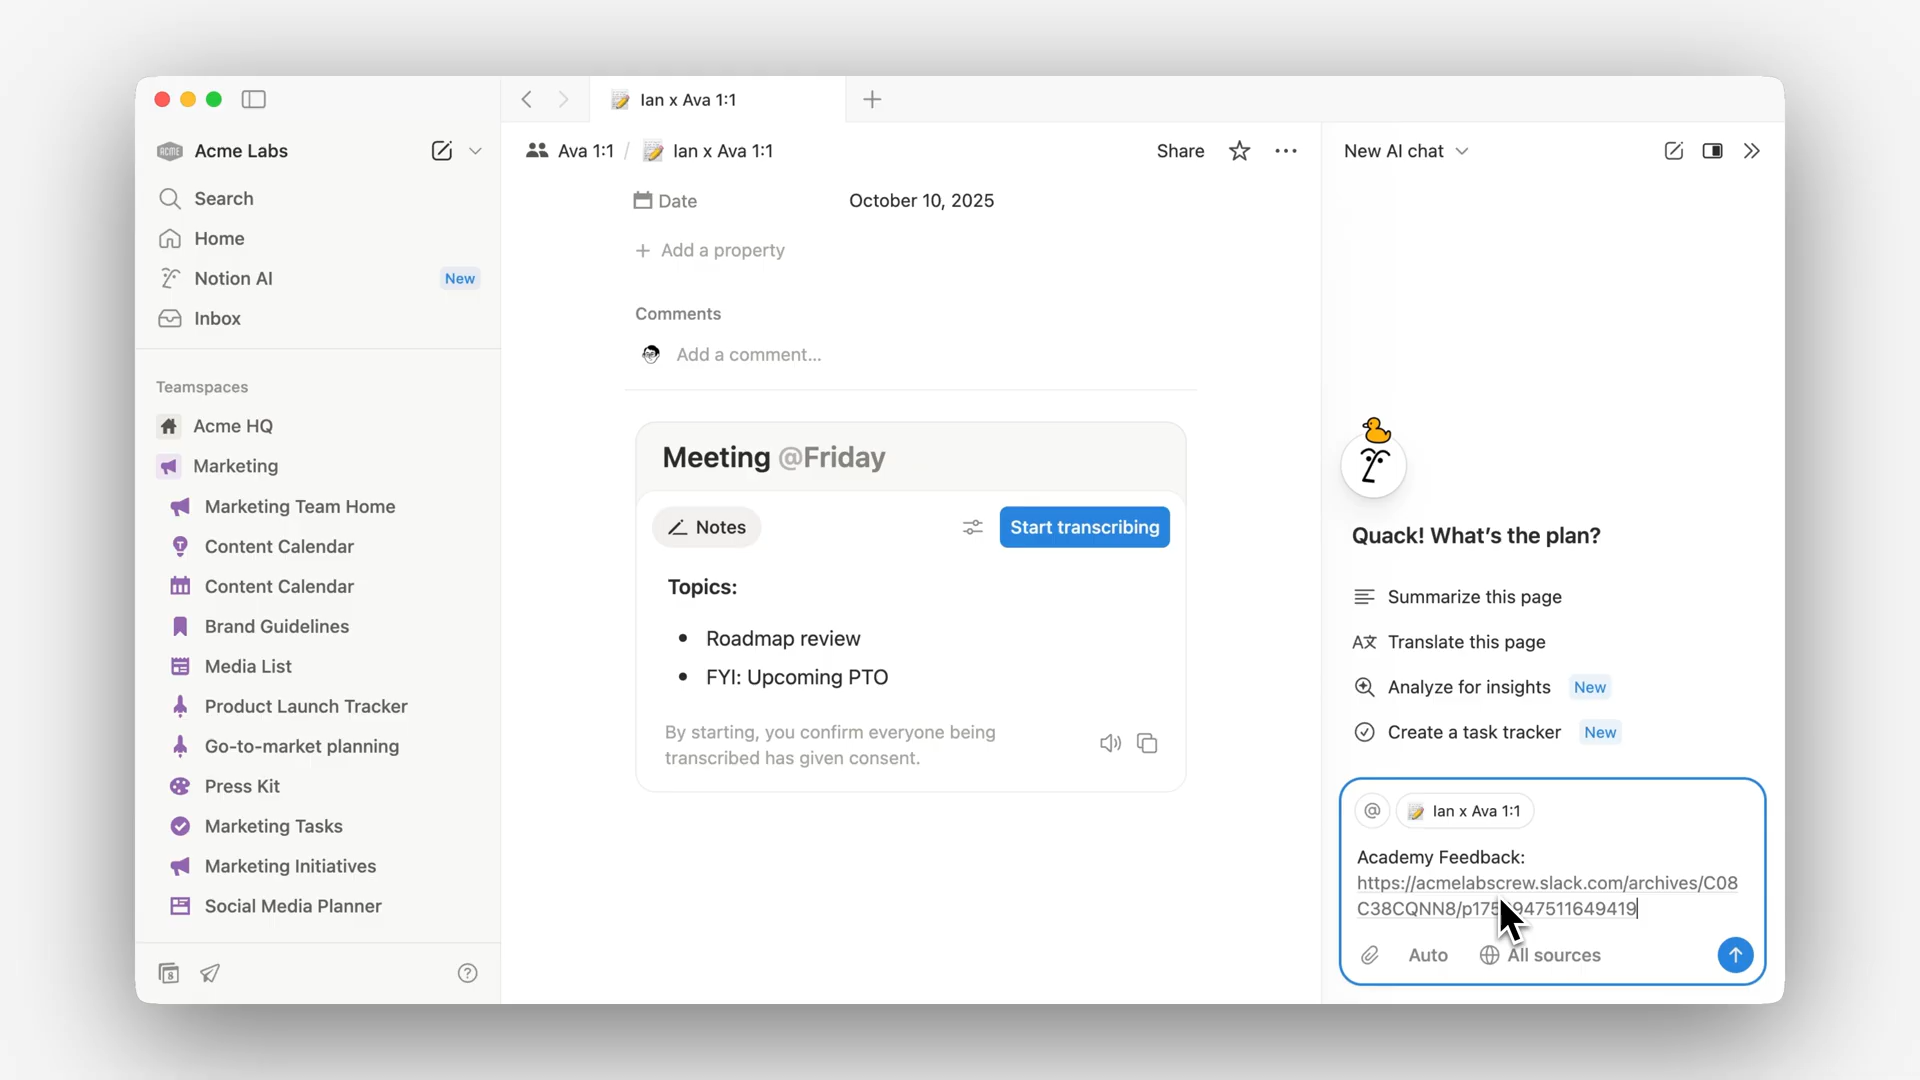 Ian x Ava 1:1
ACME Acme Labs
Search
Home
Notion AI New
Inbox
Teamspaces
Acme HQ
Marketing
Marketing Team Home
Content Calendar
Content Calendar
Brand Guidelines
Media List
Product Launch Tracker
Go-to-market planning
Press Kit
Marketing Tasks
Marketing Initiatives
Social Media Planner
8
Ava 1:1 / Ian x Ava 1:1
Share
Date October 10, 2025
+ Add a property
Comments
Add a comment...
Meeting @Friday
Notes
Start transcribing
Topics:
• Roadmap review
• FYI: Upcoming PTO
By starting, you confirm everyone being
transcribed has given consent.
New AI chat
Quack! What's the plan?
Summarize this page
A文 Translate this page
Analyze for insights New
Create a task tracker New
@ Ian x Ava 1:1
Academy Feedback:
https://acmelabscrew.slack.com/archives/C08
Auto All sources